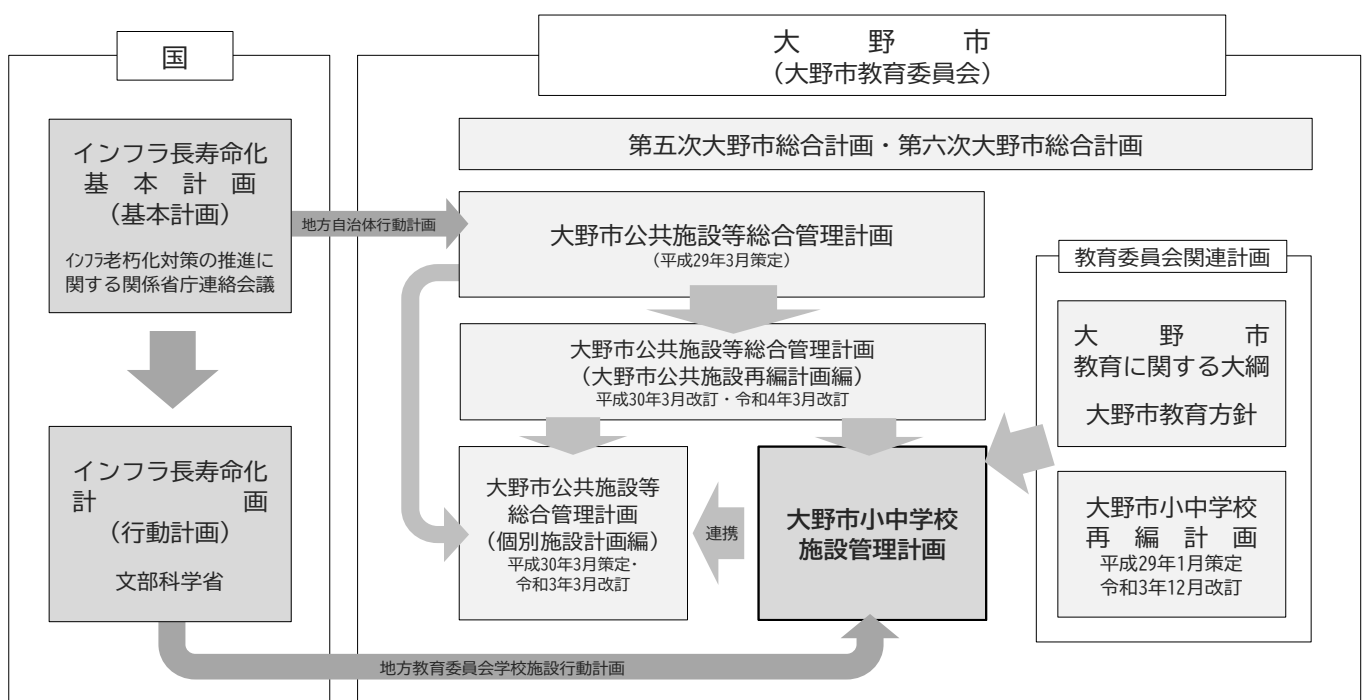 国
インフラ長寿命化
基本計画
(基本計画)
インフラ老朽化対策の推進に
関する関係省庁連絡会議
インフラ長寿命化
計画
(行動計画)
文部科学省
地方自治体行動計画
地方教育委員会学校施設行動計画
大野市
(大野市教育委員会)
第五次大野市総合計画・第六次大野市総合計画
大野市公共施設等総合管理計画
(平成29年3月策定)
大野市公共施設等総合管理計画
(大野市公共施設再編計画編)
平成30年3月改訂・令和4年3月改訂
大野市公共施設等
総合管理計画
(個別施設計画編)
平成30年3月策定・
令和3年3月改訂
連携
大野市小中学校
施設管理計画
教育委員会関連計画
大野市
教育に関する大綱
大野市教育方針
大野市小中学校
再編計画
平成29年1月策定
令和3年12月改訂